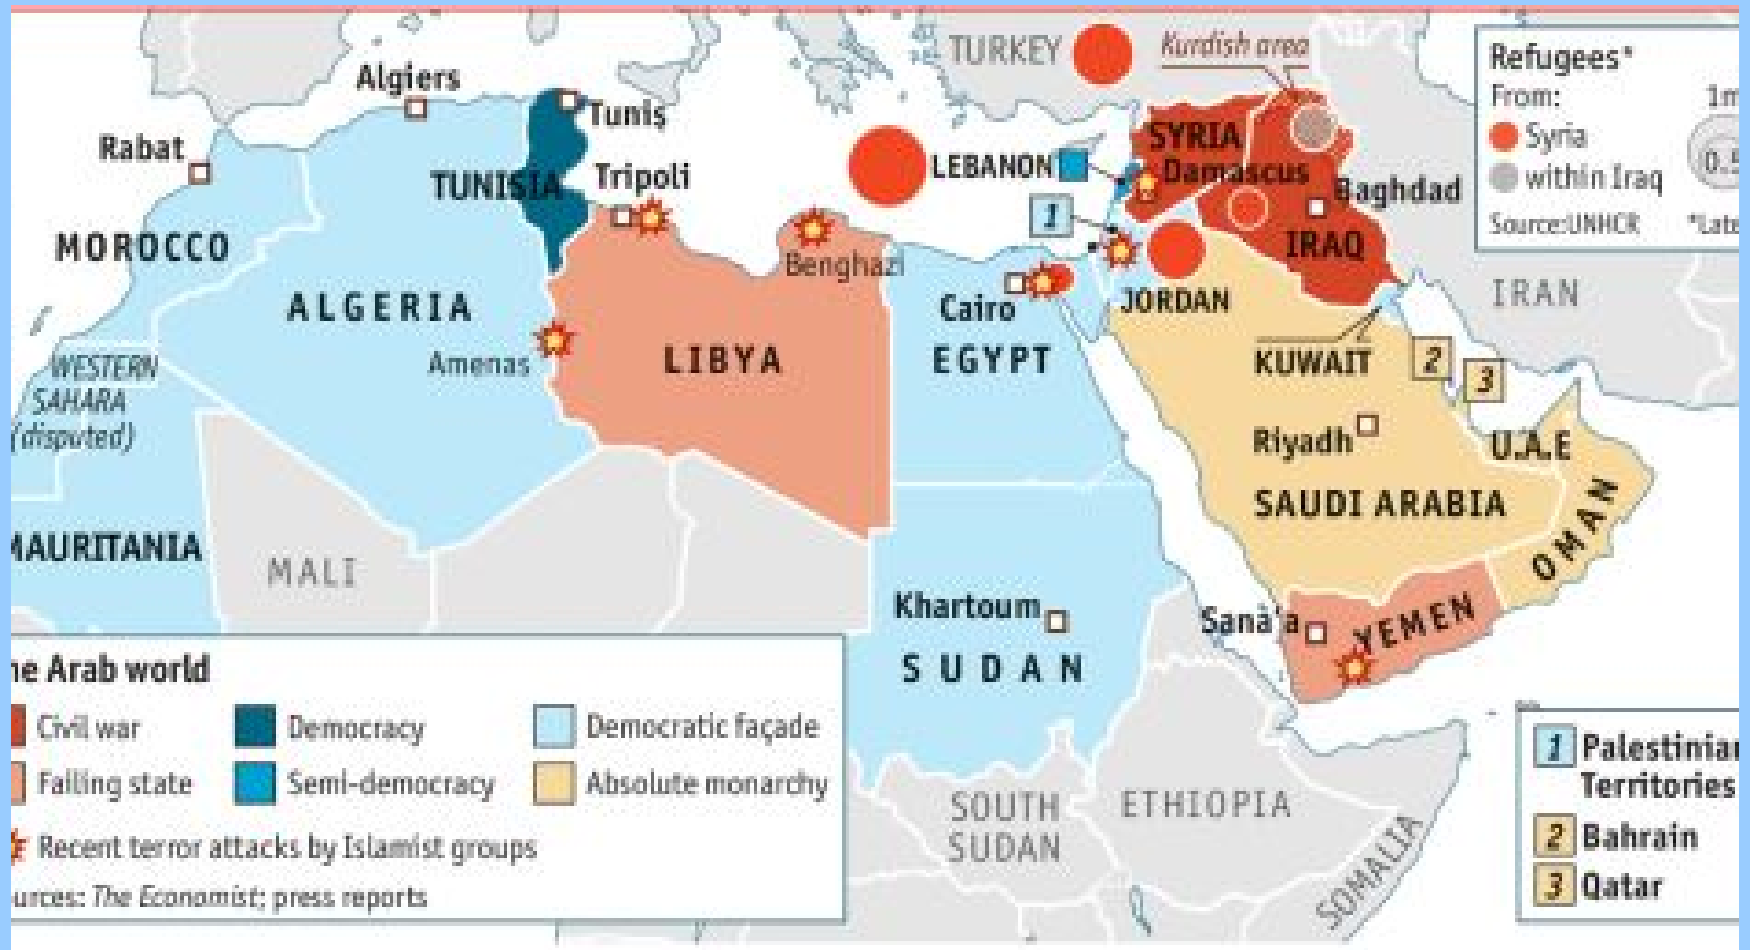 TURKEY
Kurdish area
Refugees*
From:
1m
Syria
0.5
within Iraq
Source:UNHCR
*Late
Algiers
Tunis
Rabat
TUNISIA
Tripoli
LEBANON
SYRIA
Damascus
Baghdad
1
MOROCCO
Benghazi
IRAQ
IRAN
ALGERIA
Cairo
JORDAN
Amenas
LIBYA
EGYPT
KUWAIT
2
3
WESTERN
SAHARA
(disputed)
Riyadh
U.A.E
SAUDI ARABIA
OMAN
MAURITANIA
MALI
Khartoum
Sana'a
YEMEN
SUDAN
he Arab world
Civil war
Democracy
Democratic façade
Failing state
Semi-democracy
Absolute monarchy
Recent terror attacks by Islamist groups
urces: The Economist; press reports
SOUTH
SUDAN
ETHIOPIA
SOMALIA
1 Palestinian
Territories
2 Bahrain
3 Qatar